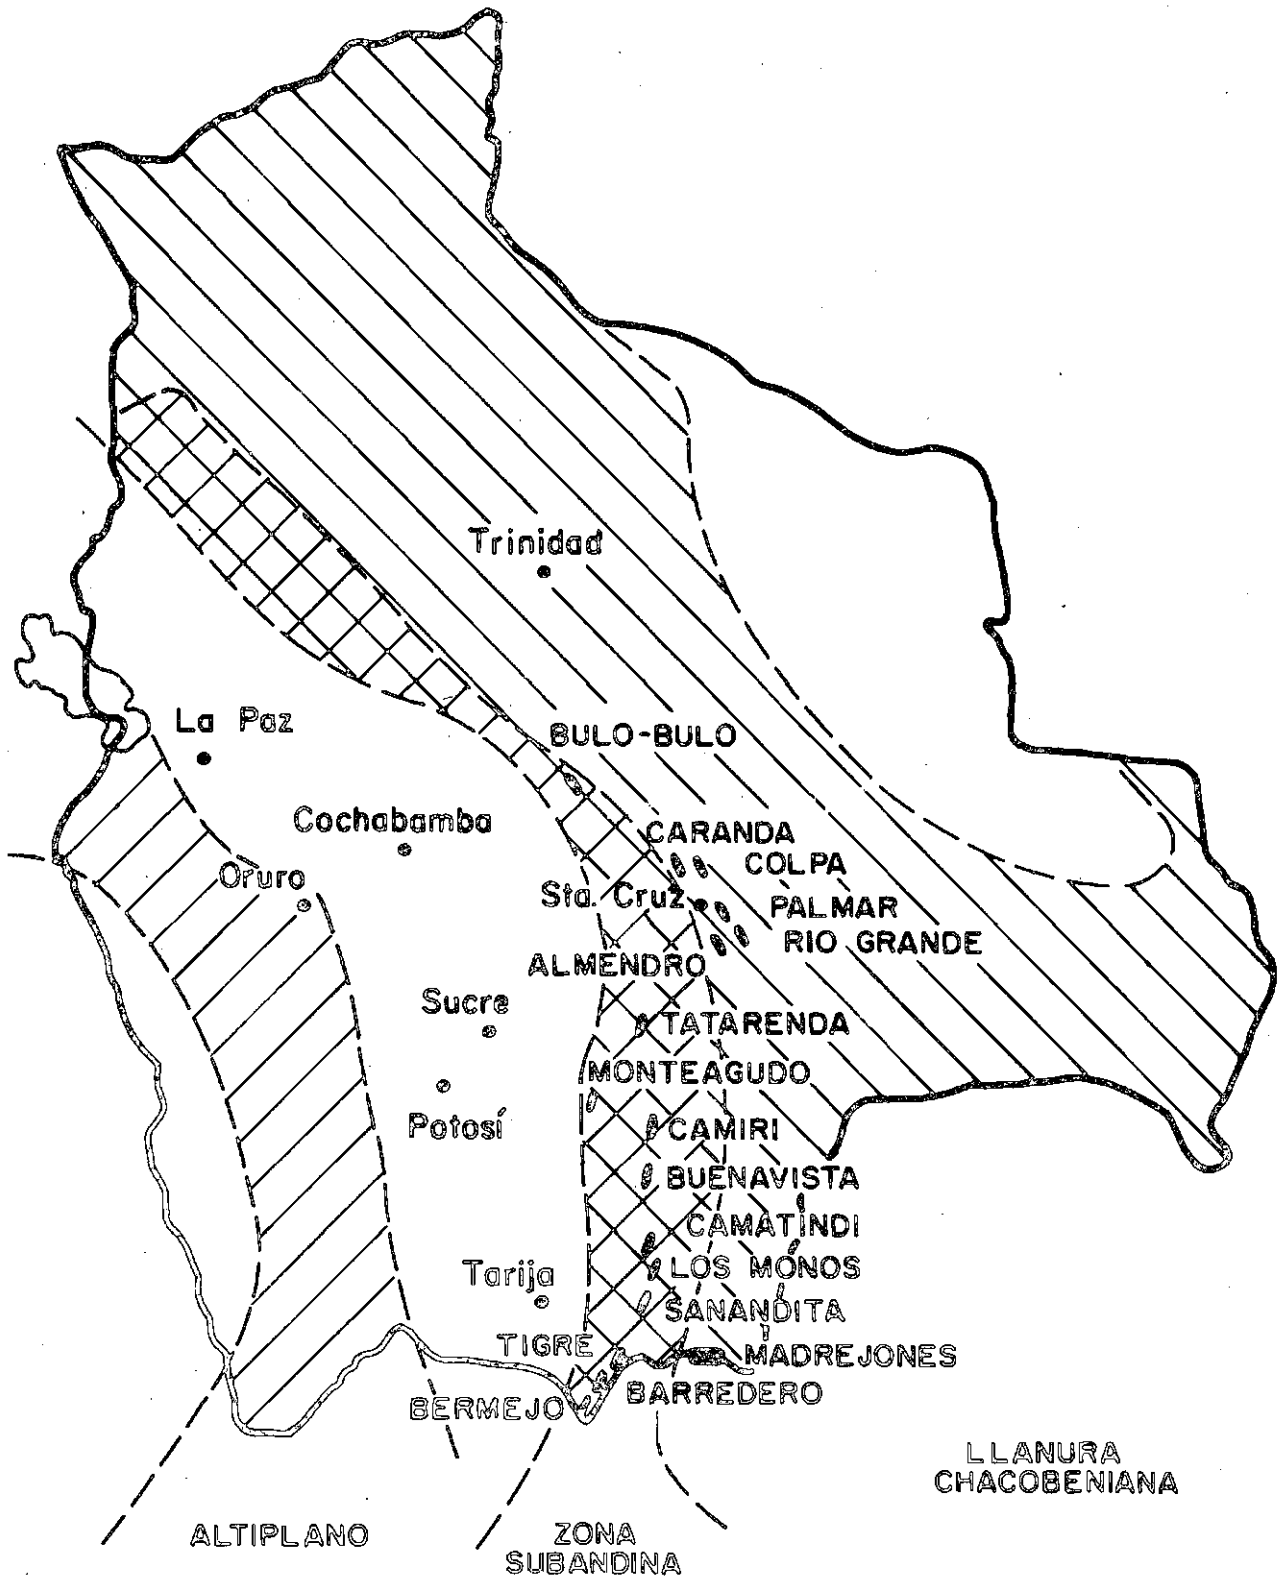 Trinidad
La Paz
BULO-BULO
Cochabamba
CARANDA
COLPA
Oruro
Sta. Cruz
PALMAR
RIO GRANDE
ALMENDRO
Sucre
TATARENDA
MONTEAGUDO
Potosí
CAMIRI
BUENAVISTA
CAMATINDI
Tarija
LOS MONOS
SANANDITA
TIGRE
MADREJONES
BARREDERO
BERMEJO
LLANURA
CHACOBENIANA
ALTIPLANO
ZONA
SUBANDINA